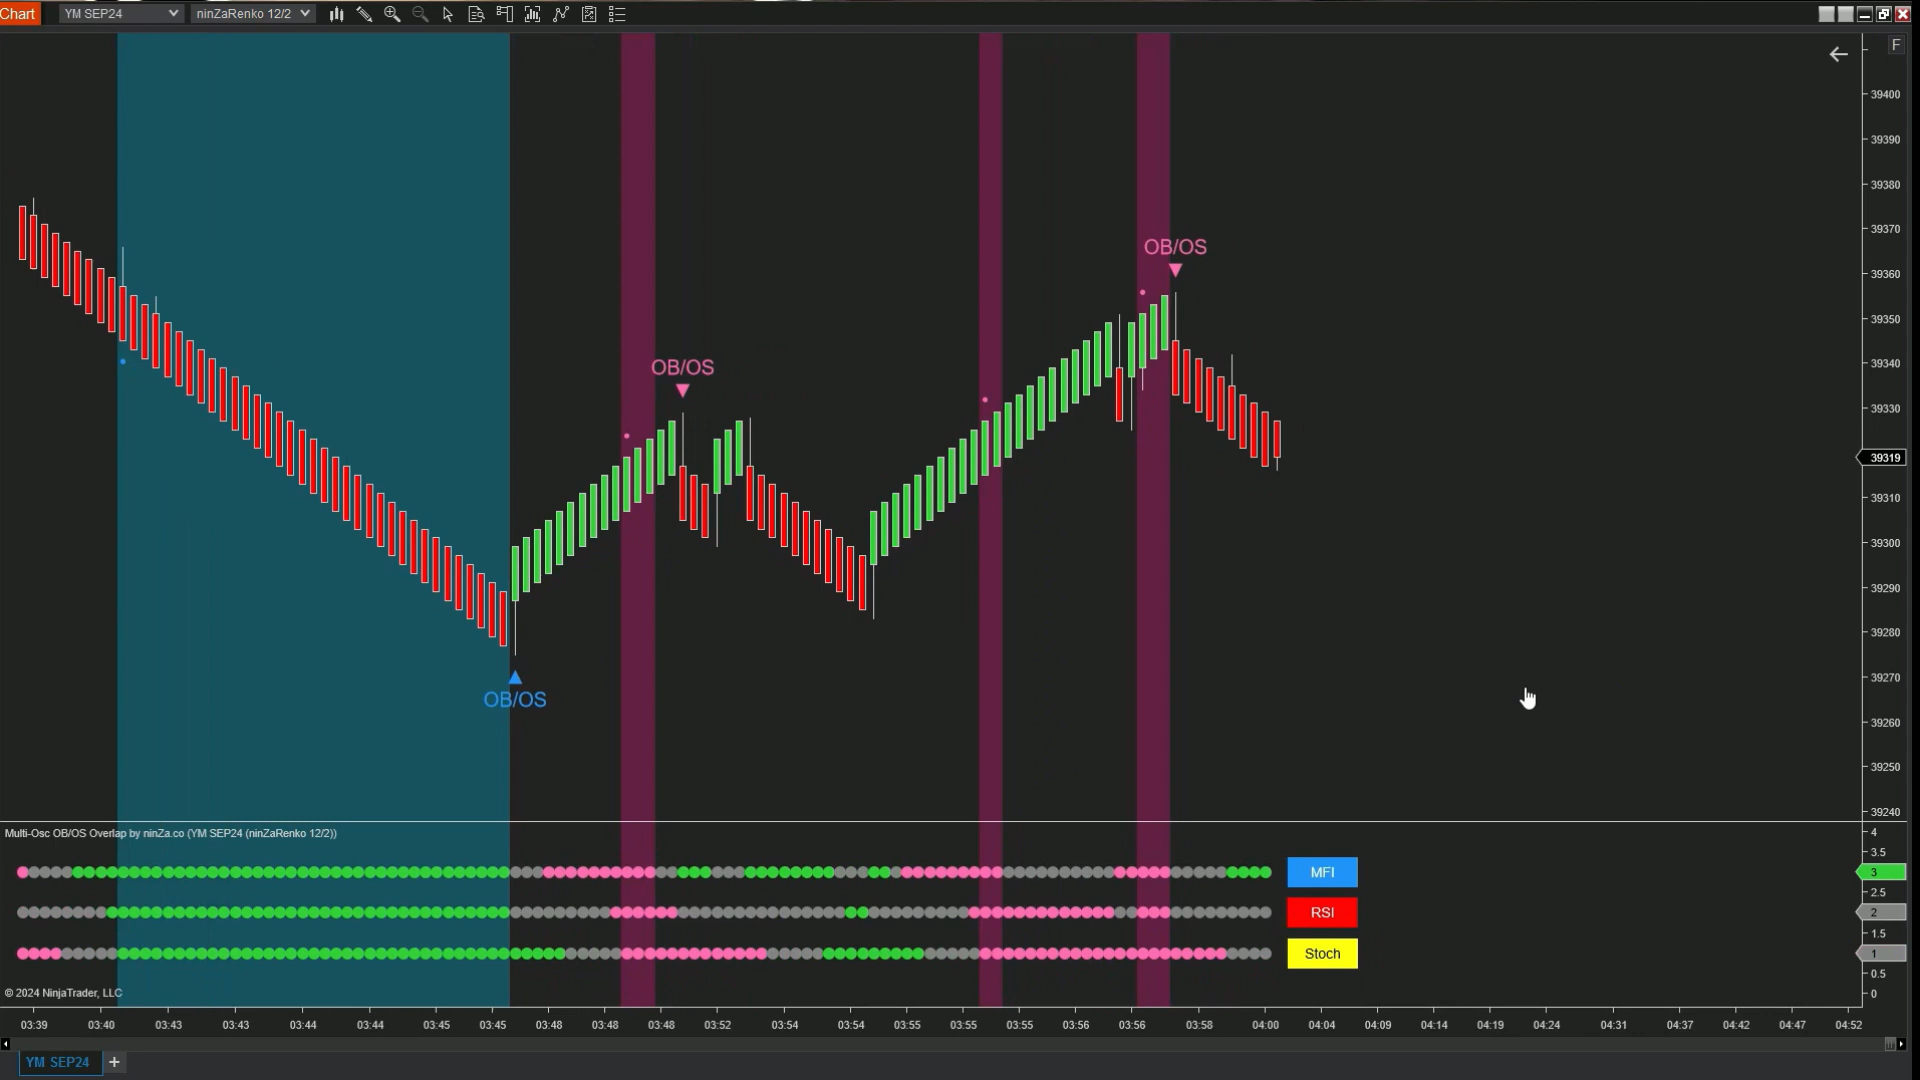 Chart
YM SEP24
ninZaRenko 12/2
F
39400
39390
39380
39370
39360
39350
39340
39330
39319
39310
39300
39290
39280
39270
39260
39250
39240
OB/OS
OB/OS
OB/OS
OB/OS
Multi-Osc OB/OS Overlap by ninZa.co (YM SEP24 (ninZaRenko 12/2))
4
3.5
3
2.5
2
1.5
1
0.5
0
MFI
RSI
Stoch
© 2024 NinjaTrader, LLC
03:39 03:40 03:43 03:43 03:44 03:44 03:45 03:45 03:48 03:48 03:48 03:52 03:54 03:54 03:55 03:55 03:55 03:56 03:56 03:58 04:00 04:04 04:09 04:14 04:19 04:24 04:31 04:37 04:42 04:47 04:52
YM SEP24
+